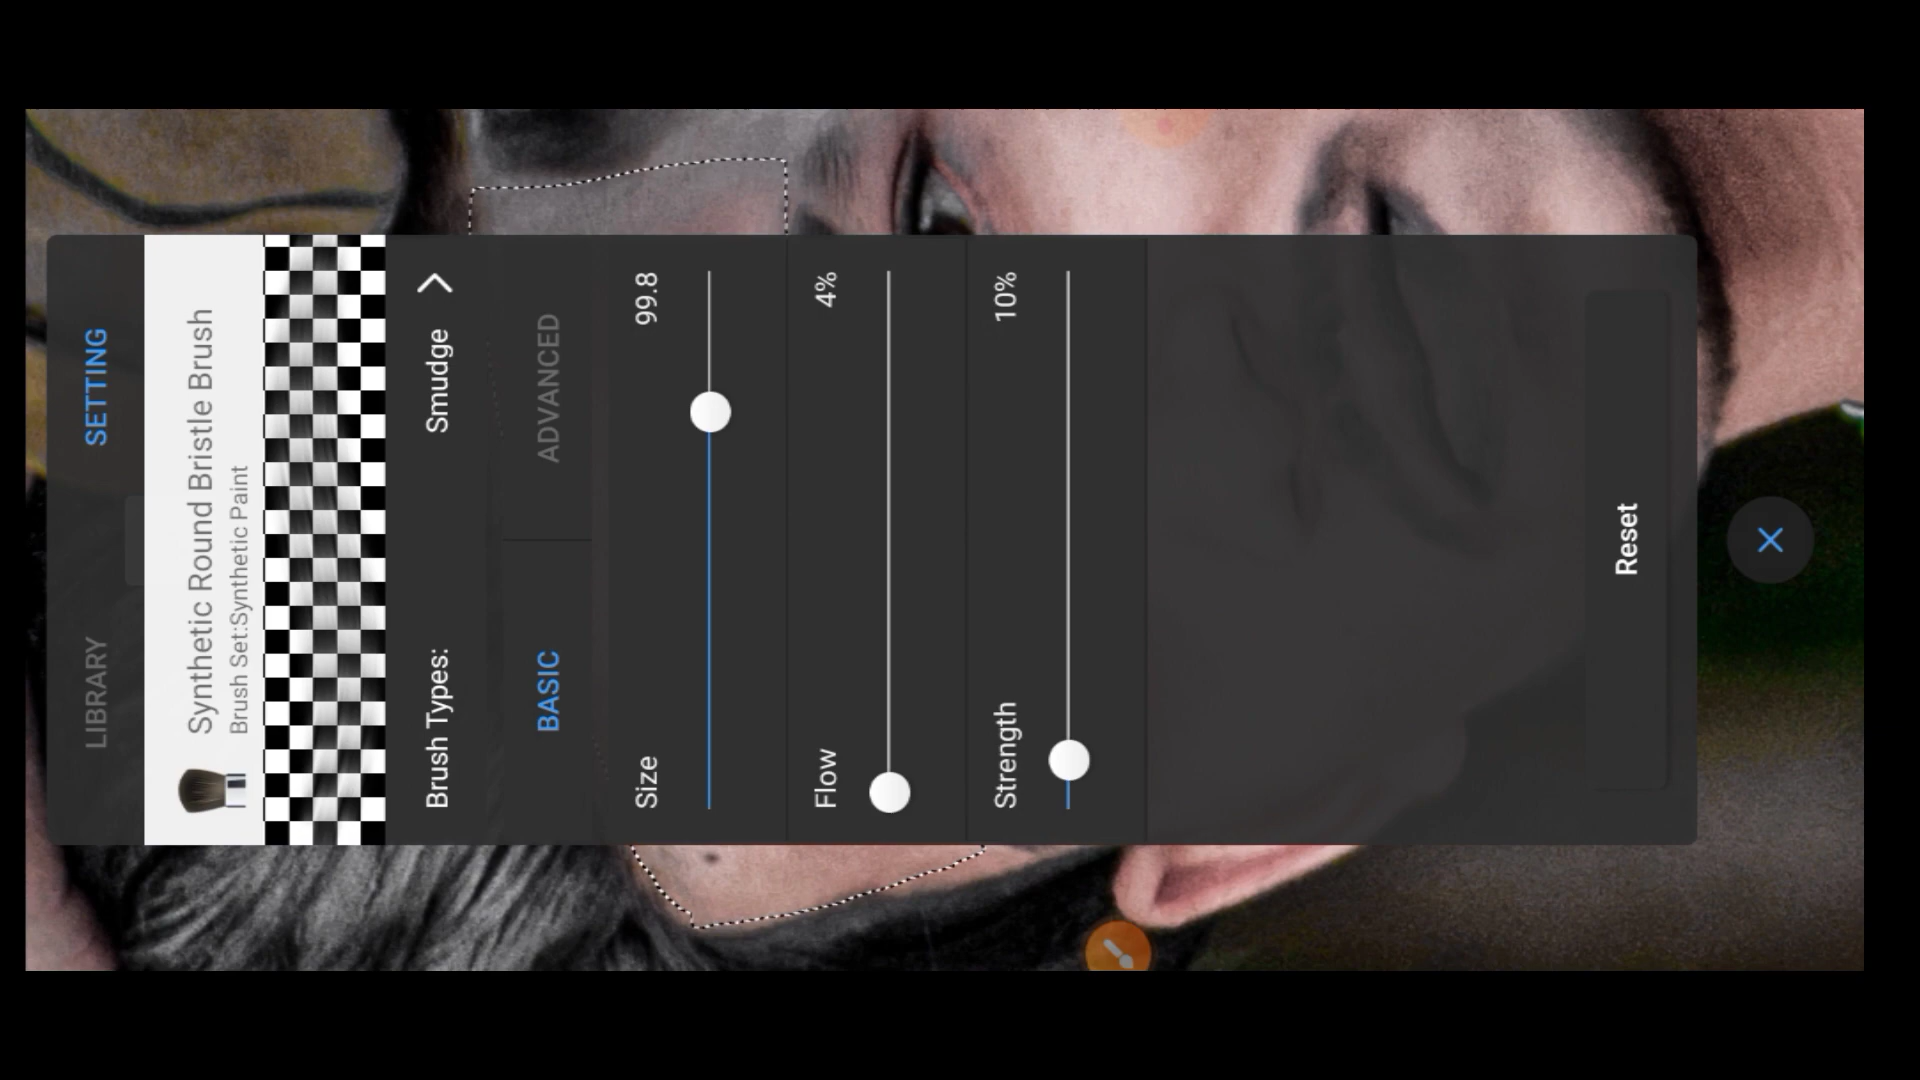 LIBRARY SETTING
Synthetic Round Bristle Brush
Brush Set:Synthetic Paint
Brush Types: Smudge
BASIC ADVANCED
Size 99.8
Flow 4%
Strength 10%
Reset